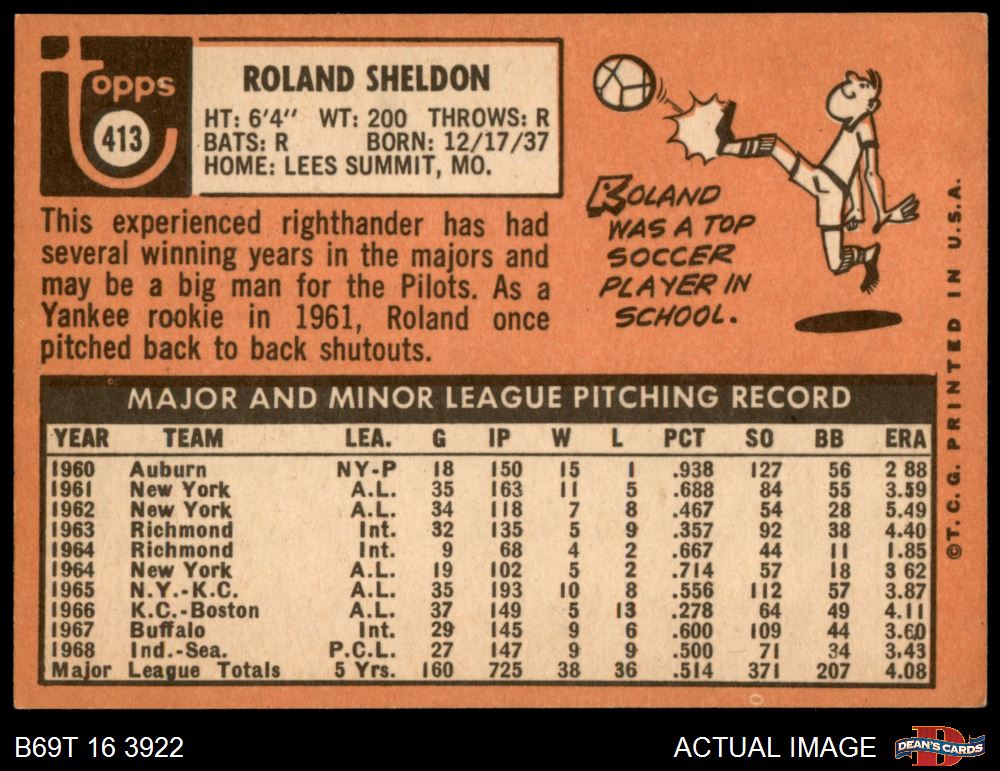 Topps
413
ROLAND SHELDON
HT: 6'4" WT: 200 THROWS: R
BATS: R BORN: 12/17/37
HOME: LEES SUMMIT, MO.
This experienced righthander has had
several winning years in the majors and
may be a big man for the Pilots. As a
Yankee rookie in 1961, Roland once
pitched back to back shutouts.
ROLAND
WAS A TOP
SOCCER
PLAYER IN
SCHOOL.
MAJOR AND MINOR LEAGUE PITCHING RECORD
YEAR TEAM LEA. G IP W L PCT SO BB ERA
1960 Auburn NY-P 18 150 15 1 .938 127 56 2 88
1961 New York A.L. 35 163 11 5 .688 84 55 3.59
1962 New York A.L. 34 118 7 8 .467 54 28 5.49
1963 Richmond Int. 32 135 5 9 .357 92 38 4.40
1964 Richmond Int. 9 68 4 2 .667 44 11 1.85
1964 New York A.L. 19 102 5 2 .714 57 18 3 62
1965 N.Y.-K.C. A.L. 35 193 10 8 .556 112 57 3.87
1966 K.C.-Boston A.L. 37 149 5 13 .278 64 49 4.11
1967 Buffalo Int. 29 145 9 6 .600 109 44 3.60
1968 Ind.-Sea. P.C.L. 27 147 9 9 .500 71 34 3.43
Major League Totals 5 Yrs. 160 725 38 36 .514 371 207 4.08
©T.C.G. PRINTED IN U.S.A.
B69T 16 3922
ACTUAL IMAGE
D
DEAN'S CARDS